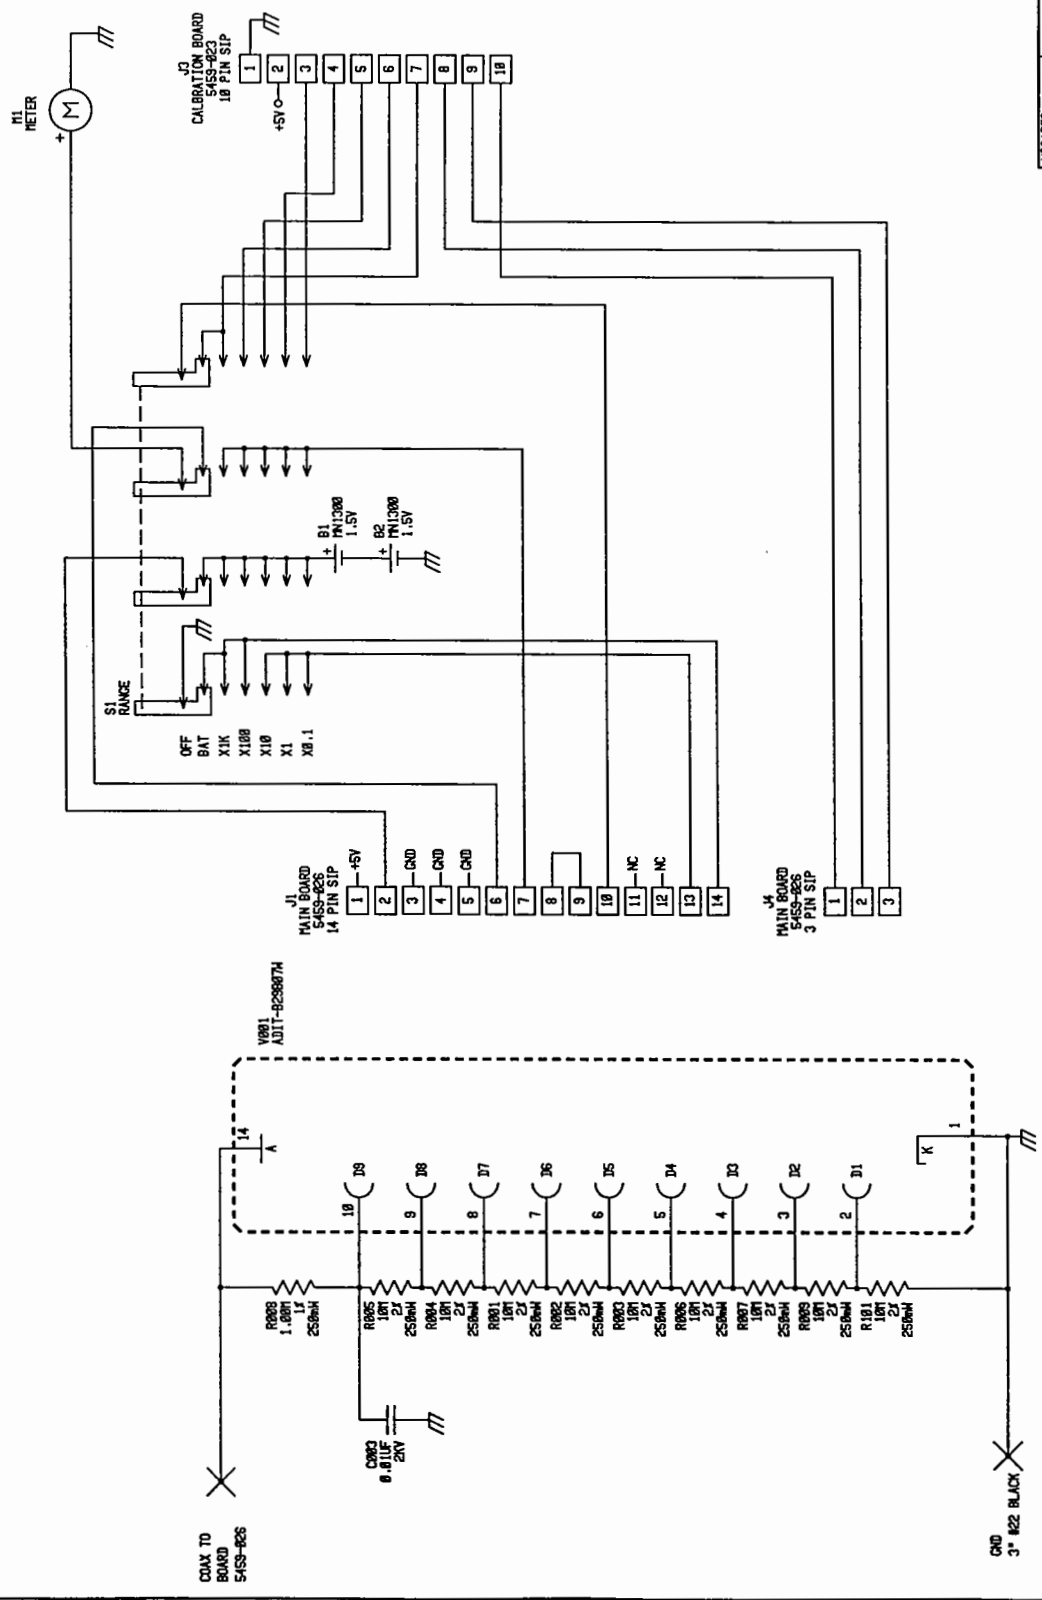 M1
METER
+
M
J3
CALBRATION BOARD
5459-023
10 PIN SIP
1
2
3
4
5
6
7
8
9
10
+5V
S1
RANGE
OFF
BAT
X1K
X100
X10
X1
X0.1
+
B1
MN1300
1.5V
+
B2
MN1300
1.5V
J1
MAIN BOARD
5459-026
14 PIN SIP
1
2
3
4
5
6
7
8
9
10
11
12
13
14
+5V
GND
GND
GND
NC
NC
J4
MAIN BOARD
5459-026
3 PIN SIP
1
2
3
V001
ADIT-B29B07W
14
A
10
D9
9
D8
8
D7
7
D6
6
D5
5
D4
4
D3
3
D2
2
D1
K
1
R008
1.00M
1%
250mW
R005
10M
2%
250mW
R004
10M
2%
250mW
R001
10M
2%
250mW
R002
10M
2%
250mW
R003
10M
2%
250mW
R006
10M
2%
250mW
R007
10M
2%
250mW
R009
10M
2%
250mW
R101
10M
2%
250mW
C003
0.01UF
2KV
COAX TO
BOARD
5459-026
GND
3" #22 BLACK